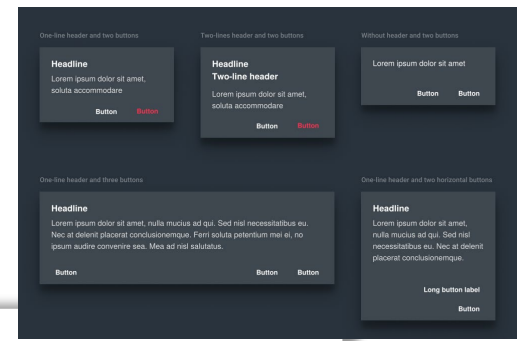 One-line header and two buttons
Headline
Lorem ipsum dolor sit amet,
soluta accommodare
Button Button
Two-lines header and two buttons
Headline
Two-line header
Lorem ipsum dolor sit amet,
soluta accommodare
Button Button
Without header and two buttons
Lorem ipsum dolor sit amet
Button Button
One-line header and three buttons
Headline
Lorem ipsum dolor sit amet, nulla mucius ad qui. Sed nisl necessitatibus eu.
Nec at delenit placerat conclusionemque. Ferri soluta petentium mei ei, no
ipsum audire convenire sea. Mea ad nisl salutatus.
Button Button Button
One-line header and two horizontal buttons
Headline
Lorem ipsum dolor sit amet,
nulla mucius ad qui. Sed nisl
necessitatibus eu. Nec at delenit
placerat conclusionemque.
Long button label
Button